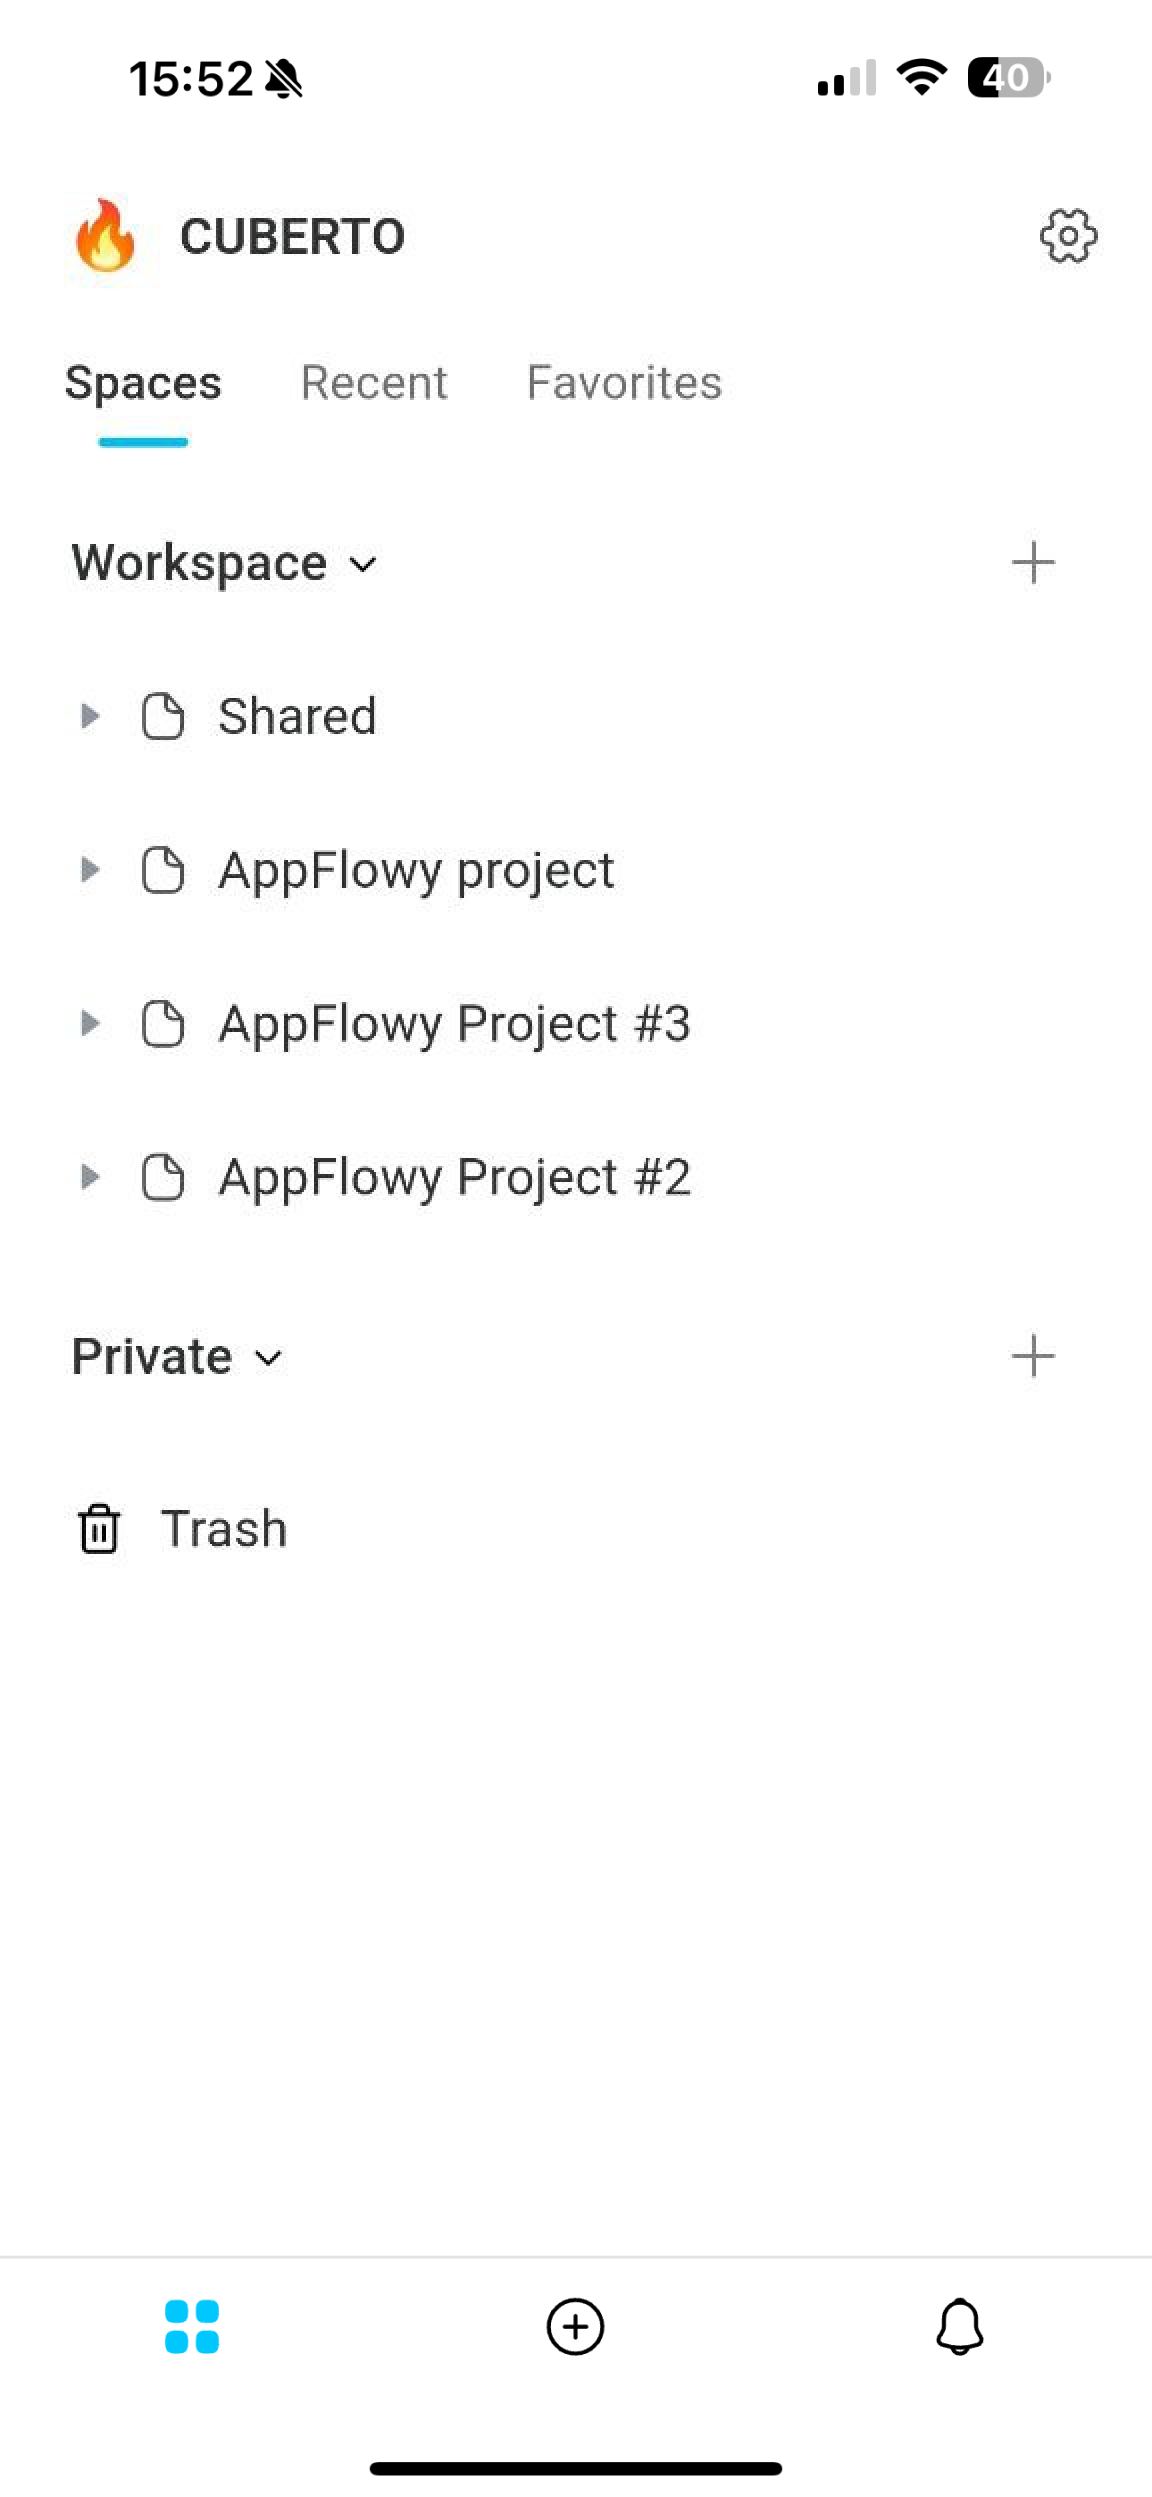 15:52
40
CUBERTO
Spaces Recent Favorites
Workspace
Shared
AppFlowy project
AppFlowy Project #3
AppFlowy Project #2
Private
Trash